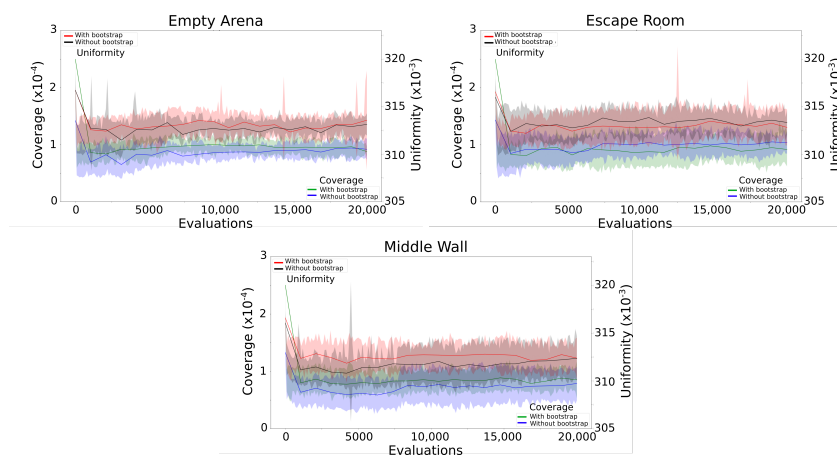 Empty Arena
3
With bootstrap
Without bootstrap
Uniformity
320
2
315
Coverage (x10⁻⁴)
Uniformity (x10⁻³)
1
310
Coverage
With bootstrap
Without bootstrap
0
305
0 5000 10,000 15,000 20,000
Evaluations
Escape Room
3
With bootstrap
Without bootstrap
Uniformity
320
2
315
Coverage (x10⁻⁴)
Uniformity (x10⁻³)
1
310
Coverage
With bootstrap
Without bootstrap
0
305
0 5000 10,000 15,000 20,000
Evaluations
Middle Wall
3
With bootstrap
Without bootstrap
Uniformity
320
2
315
Coverage (x10⁻⁴)
Uniformity (x10⁻³)
1
310
Coverage
With bootstrap
Without bootstrap
0
305
0 5000 10,000 15,000 20,000
Evaluations